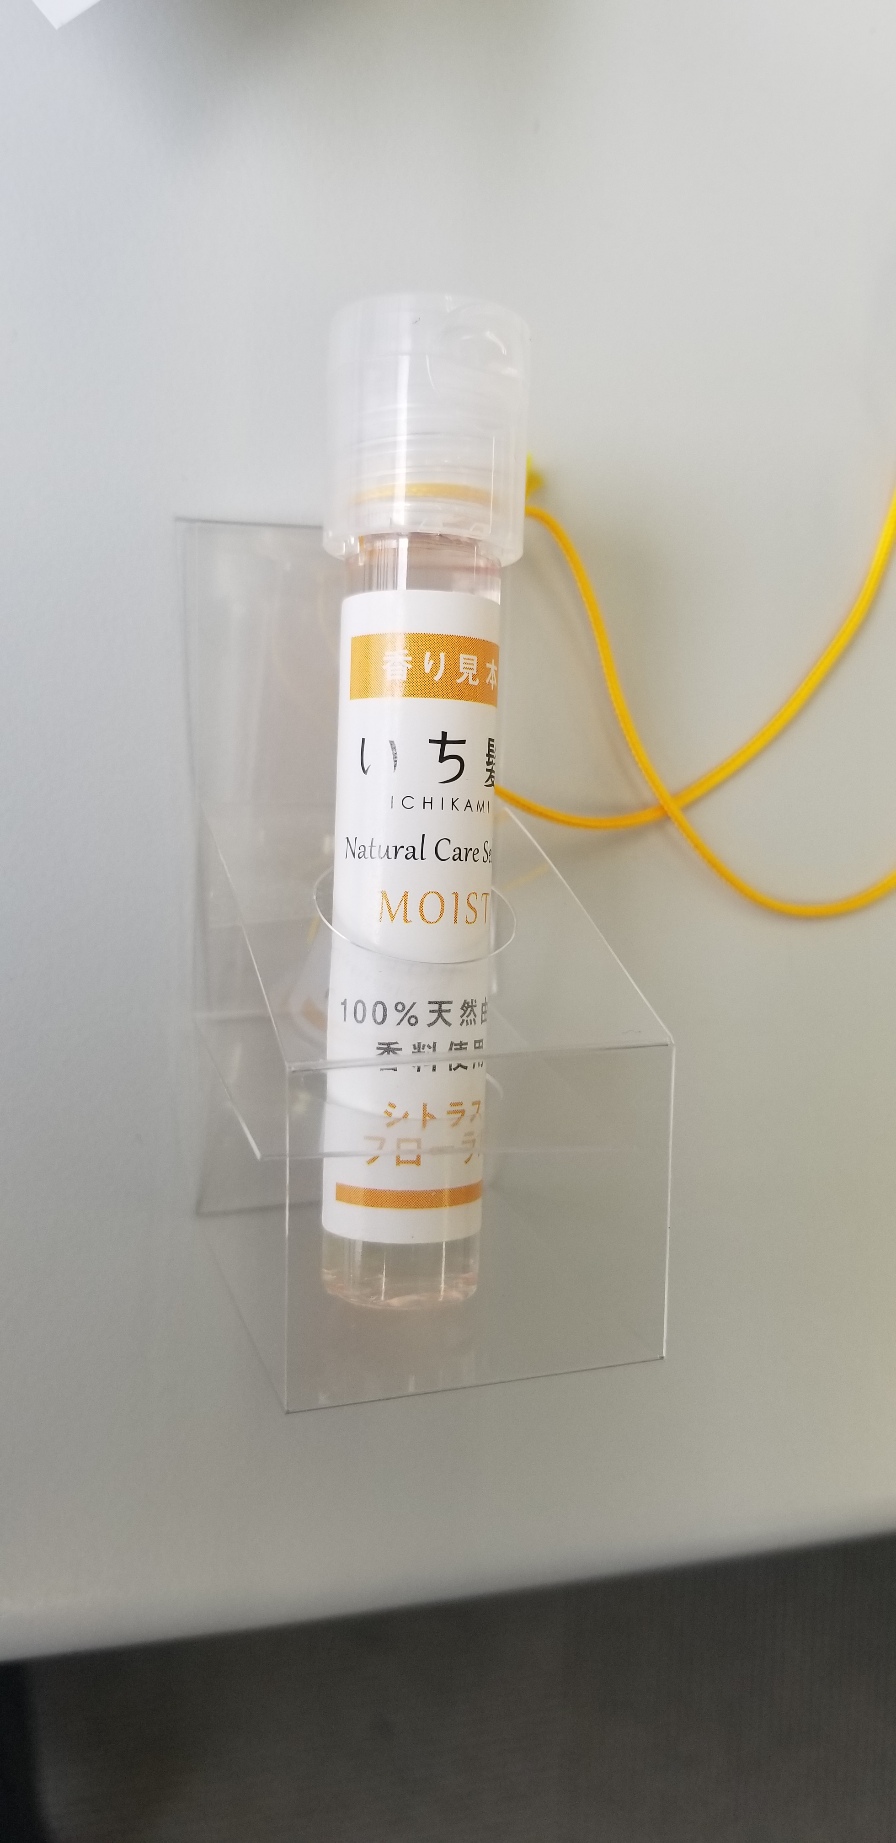 香り見本
いち髪
ICHIKAMI
Natural Care Se
MOIST
100%天然由
香料使用
シトラス
フローラ